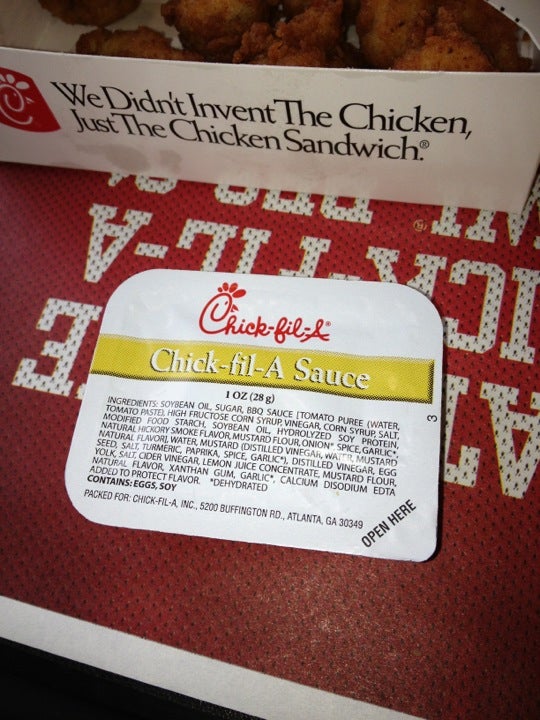 We Didn't Invent The Chicken,
Just The Chicken Sandwich.®
CHICK-FIL-A
Chick-fil-A®
Chick-fil-A Sauce
1 OZ (28 g)
INGREDIENTS: SOYBEAN OIL, SUGAR, BBQ SAUCE [TOMATO PUREE (WATER,
TOMATO PASTE), HIGH FRUCTOSE CORN SYRUP, VINEGAR, CORN SYRUP, SALT,
MODIFIED FOOD STARCH, SOYBEAN OIL, HYDROLYZED SOY PROTEIN,
NATURAL HICKORY SMOKE FLAVOR, MUSTARD FLOUR, ONION* SPICE, GARLIC*,
NATURAL FLAVOR], WATER, MUSTARD (DISTILLED VINEGAR, WATER, MUSTARD
SEED, SALT, TURMERIC, PAPRIKA, SPICE, GARLIC*), DISTILLED VINEGAR, EGG
YOLK, SALT, CIDER VINEGAR, LEMON JUICE CONCENTRATE, MUSTARD FLOUR,
NATURAL FLAVOR, XANTHAN GUM, GARLIC*, CALCIUM DISODIUM EDTA
ADDED TO PROTECT FLAVOR. *DEHYDRATED
CONTAINS: EGGS, SOY
PACKED FOR: CHICK-FIL-A, INC., 5200 BUFFINGTON RD., ATLANTA, GA 30349
OPEN HERE
3